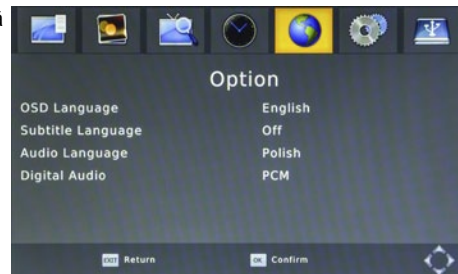 Option
OSD Language English
Subtitle Language Off
Audio Language Polish
Digital Audio PCM
EXIT Return OK Confirm